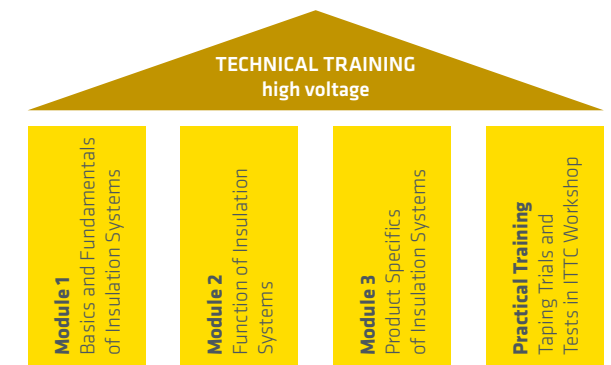 TECHNICAL TRAINING
high voltage
Module 1
Basics and Fundamentals
of Insulation Systems
Module 2
Function of Insulation
Systems
Module 3
Product Specifics
of Insulation Systems
Practical Training
Taping Trials and
Tests in ITTC Workshop